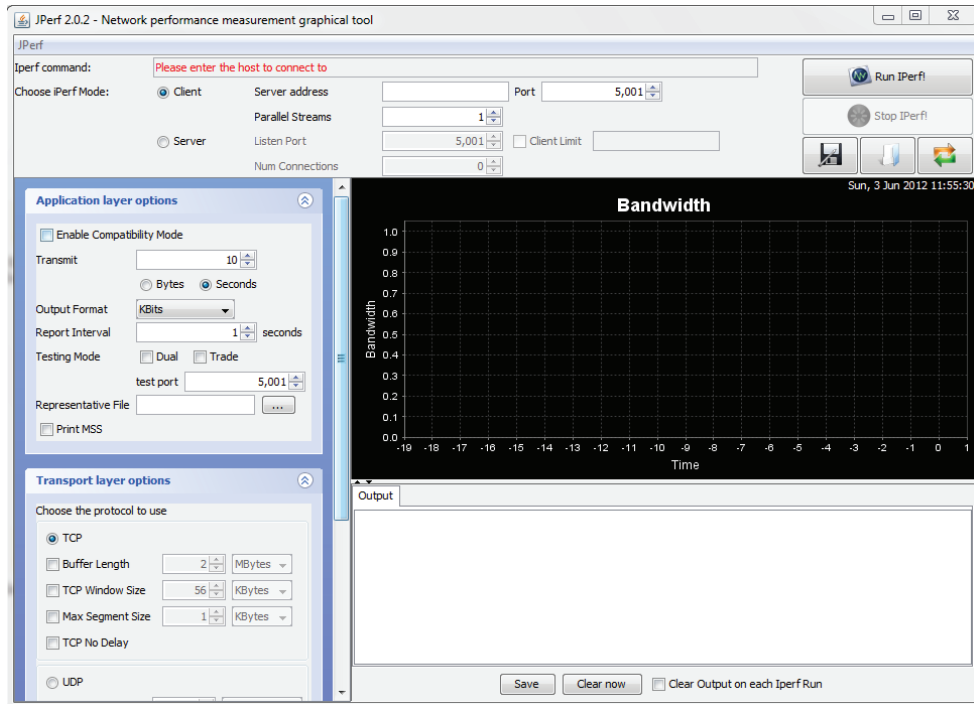 JPerf 2.0.2 - Network performance measurement graphical tool
JPerf
Iperf command: Please enter the host to connect to
Run IPerf!
Choose iPerf Mode: Client Server address Port 5,001
Parallel Streams 1
Stop IPerf!
Server Listen Port 5,001 Client Limit
Num Connections 0
Application layer options
Enable Compatibility Mode
Transmit 10
Bytes Seconds
Output Format KBits
Report Interval 1 seconds
Testing Mode Dual Trade
test port 5,001
Representative File ...
Print MSS
Transport layer options
Choose the protocol to use
TCP
Buffer Length 2 MBytes
TCP Window Size 56 KBytes
Max Segment Size 1 KBytes
TCP No Delay
UDP
Sun, 3 Jun 2012 11:55:30
Bandwidth
Bandwidth
1.0
0.9
0.8
0.7
0.6
0.5
0.4
0.3
0.2
0.1
0.0
-19 -18 -17 -16 -15 -14 -13 -12 -11 -10 -9 -8 -7 -6 -5 -4 -3 -2 -1 0 1
Time
Output
Save Clear now Clear Output on each Iperf Run